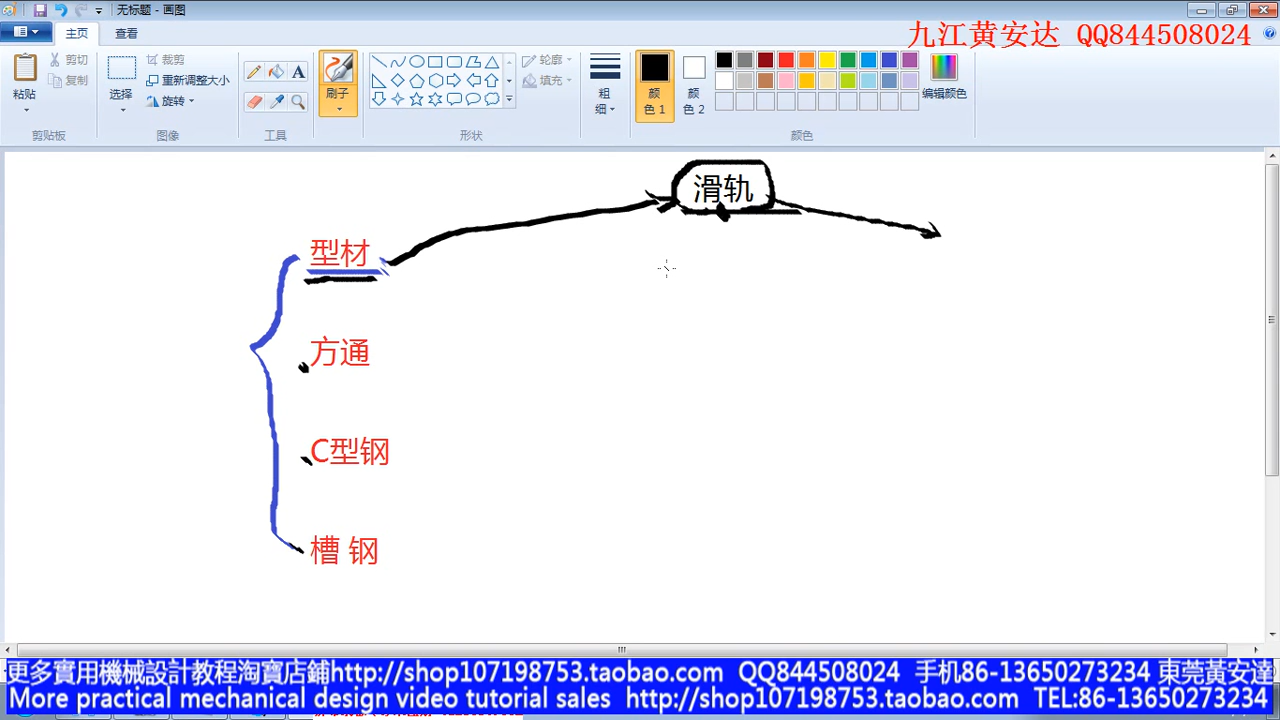 无标题 - 画图
主页 查看
九江黄安达 QQ844508024
粘贴
剪切
复制
剪贴板
选择
裁剪
重新调整大小
旋转
图像
A
工具
刷子
轮廓
填充
形状
粗细
颜色 1
颜色 2
编辑颜色
颜色
滑轨
型材
方通
C型钢
槽 钢
更多實用機械設計教程淘寶店鋪http://shop107198753.taobao.com QQ844508024 手机86-13650273234 東莞黃安達
More practical mechanical design video tutorial sales http://shop107198753.taobao.com TEL:86-13650273234